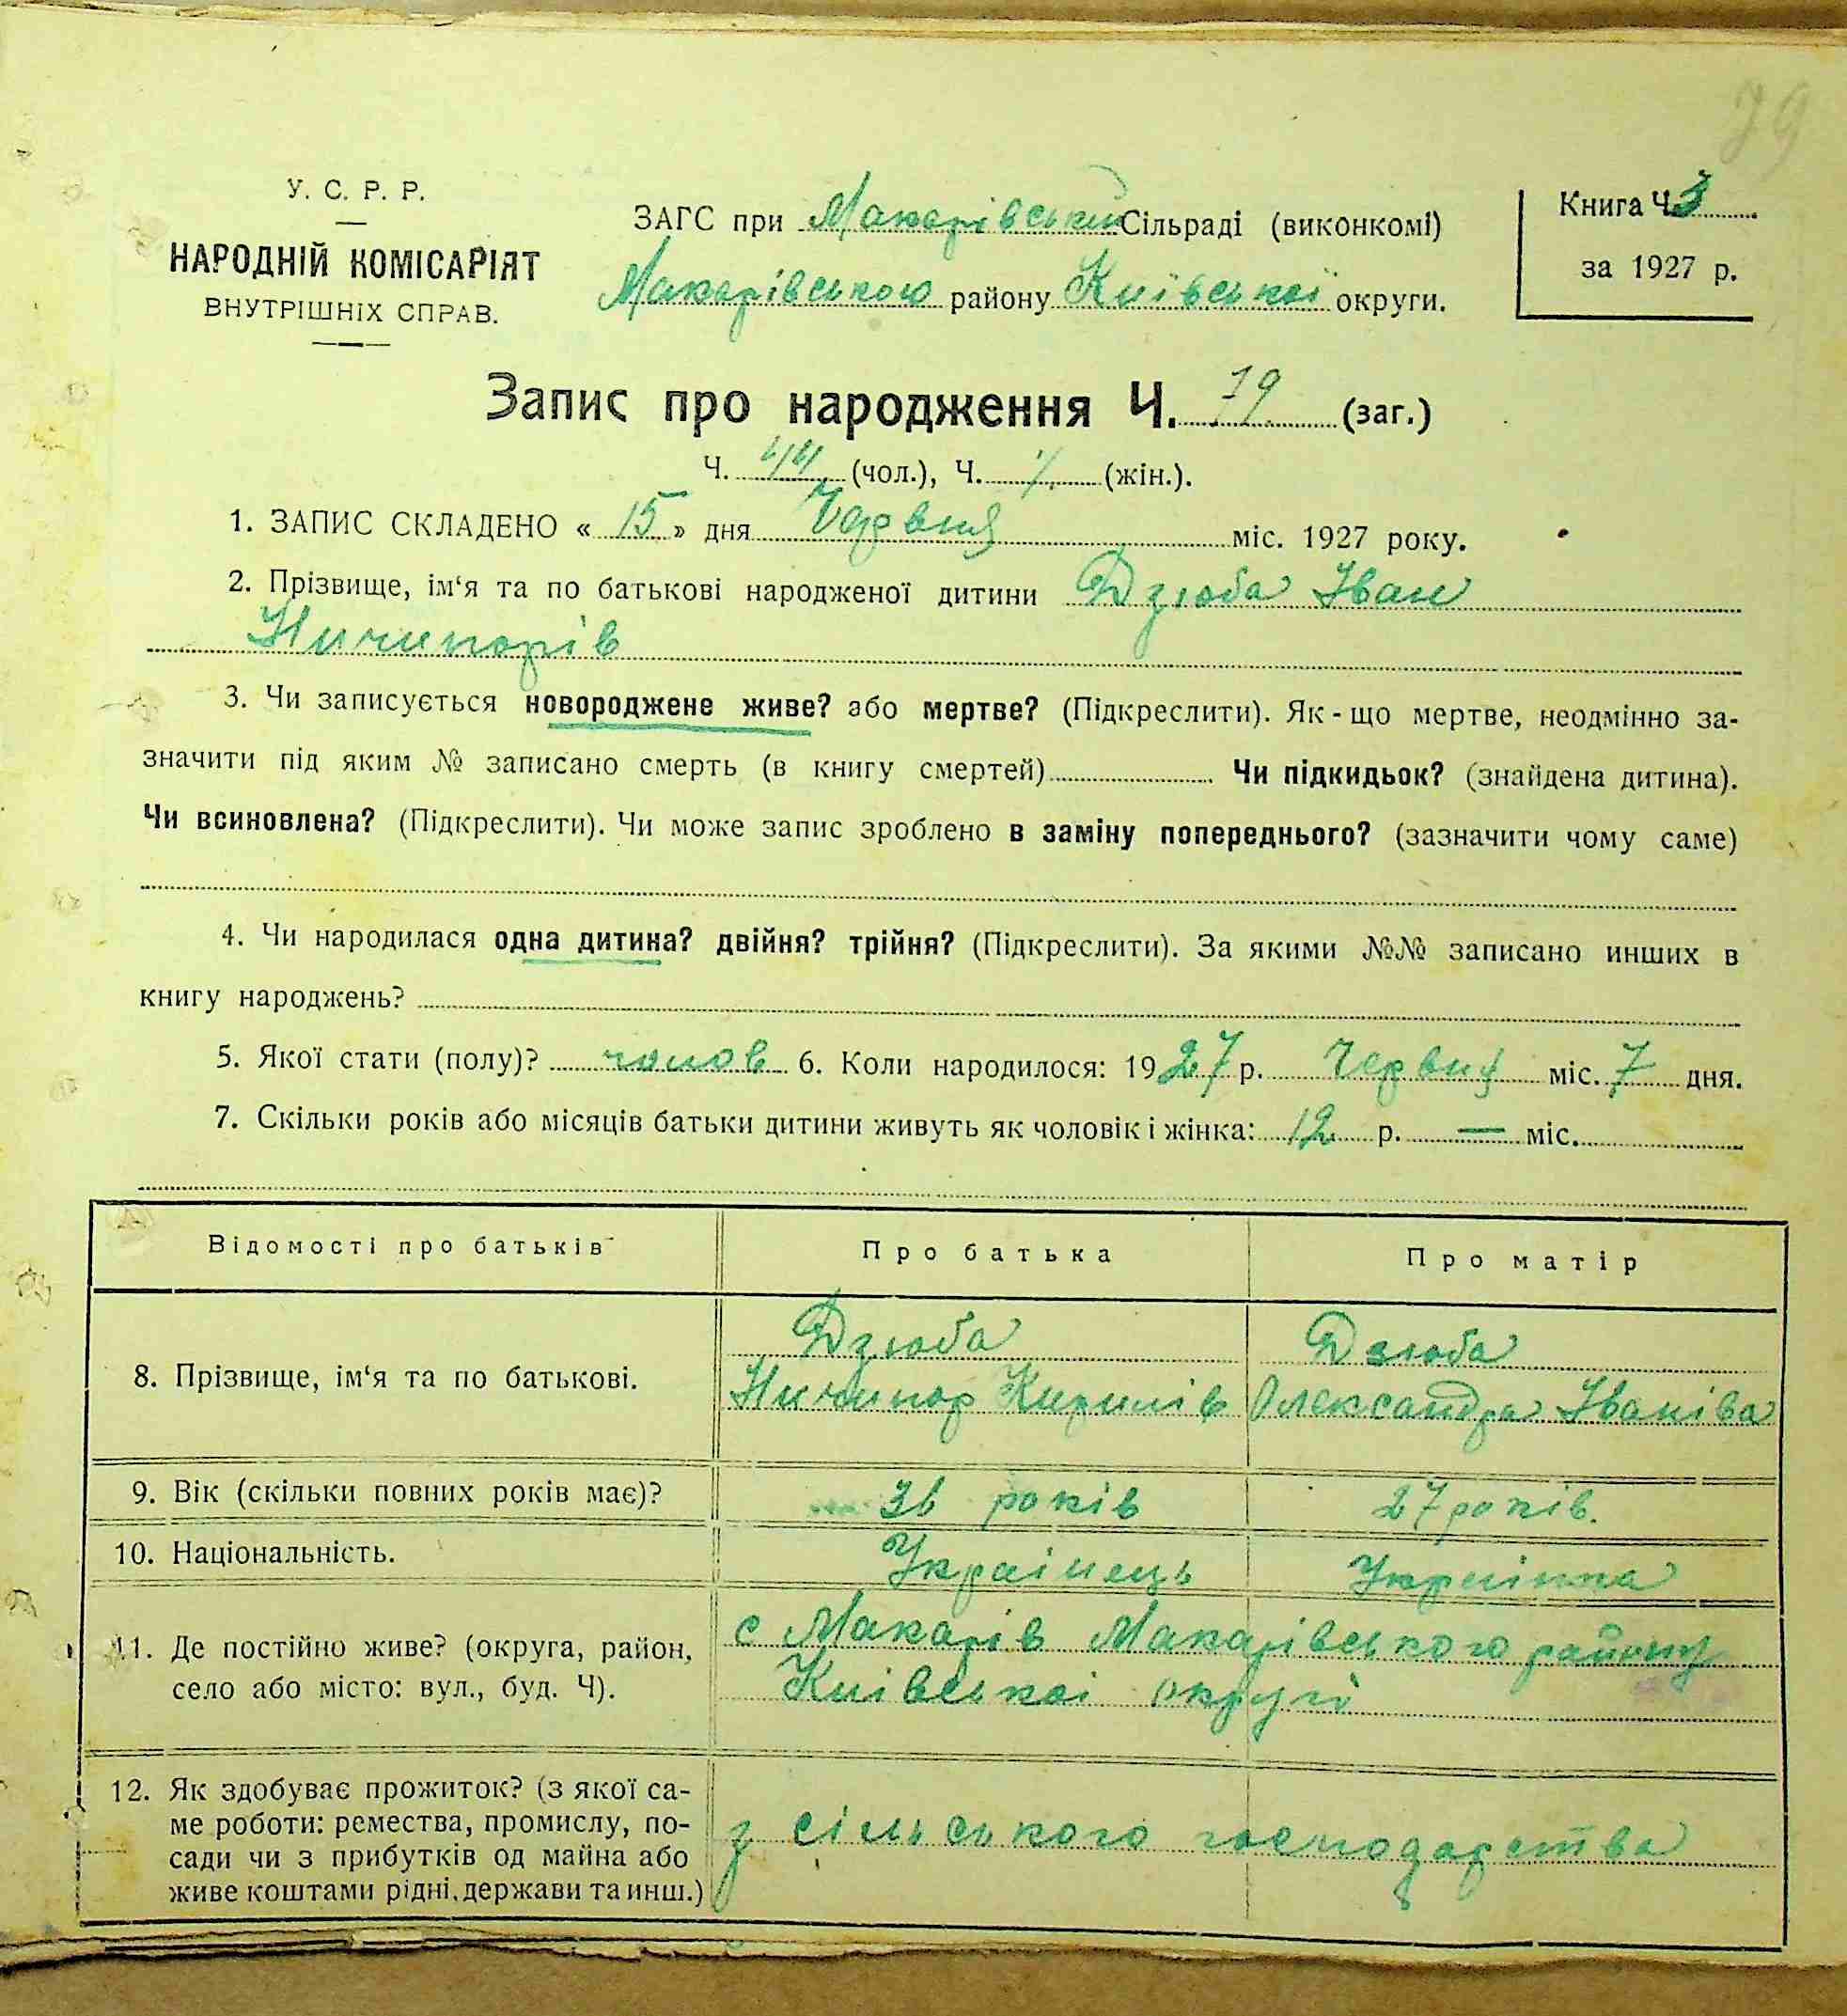 79
У. С. Р. Р.
НАРОДНІЙ КОМІСАРІЯТ
ВНУТРІШНІХ СПРАВ.
ЗАГС при Макарівській Сільраді (виконкомі)
Макарівського району Київської округи.
Книга Ч. 3
за 1927 р.
Запис про народження Ч. 79 (заг.)
Ч. 44 (чол.), Ч. (жін.).
1. ЗАПИС СКЛАДЕНО « 15 » дня Червня міс. 1927 року.
2. Прізвище, ім‘я та по батькові народженої дитини Дзюба Іван
Ничипорів
3. Чи записується новороджене живе? або мертве? (Підкреслити). Як-що мертве, неодмінно за-
значити під яким № записано смерть (в книгу смертей) Чи підкидьок? (знайдена дитина).
Чи всиновлена? (Підкреслити). Чи може запис зроблено в заміну попереднього? (зазначити чому саме)
4. Чи народилася одна дитина? двійня? трійня? (Підкреслити). За якими №№ записано инших в
книгу народжень?
5. Якої стати (полу)? чолов 6. Коли народилося: 1927 р. Червня міс. 7 дня.
7. Скільки років або місяців батьки дитини живуть як чоловік і жінка: 12 р. — міс.
Відомості про батьків Про батька Про матір
Дзюба Дзюба
8. Прізвище, ім‘я та по батькові. Ничипор Кирилів Олександра Іваніва
9. Вік (скільки повних років має)? років 27 років.
10. Національність. Українець Українка
11. Де постійно живе? (округа, район, с Макарів Макарівського району
село або місто: вул., буд. Ч). Київської округи
12. Як здобуває прожиток? (з якої са-
ме роботи: ремества, промислу, по-
сади чи з прибутків од майна або з сільського господарства
живе коштами рідні, держави та инш.)